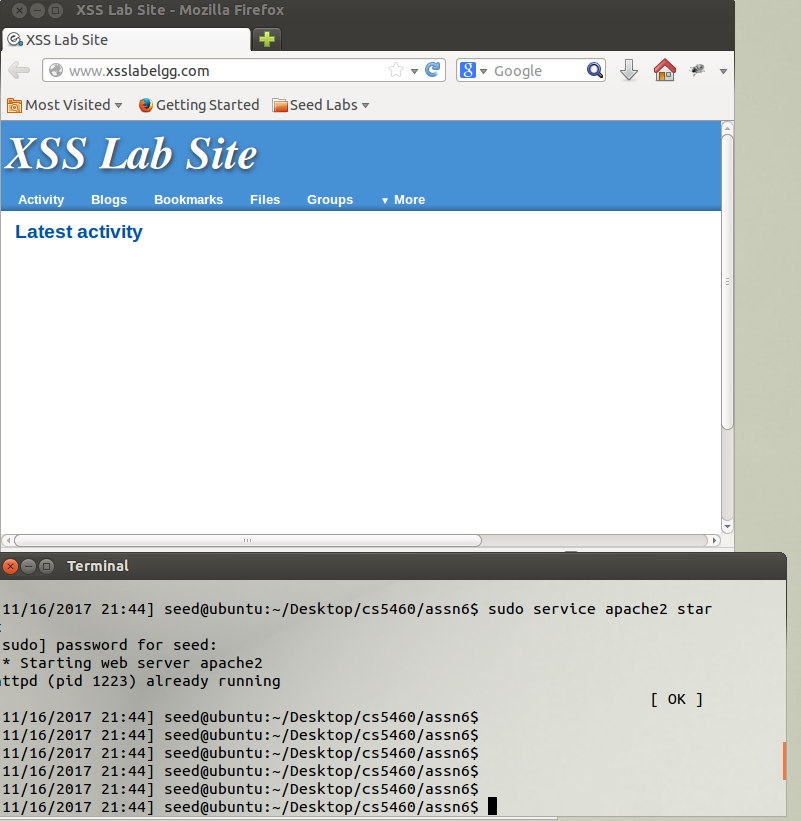 XSS Lab Site - Mozilla Firefox
XSS Lab Site
www.xsslabelgg.com
Google
Most Visited
Getting Started
Seed Labs
XSS Lab Site
Activity
Blogs
Bookmarks
Files
Groups
▼ More
Latest activity
Terminal
11/16/2017 21:44] seed@ubuntu:~/Desktop/cs5460/assn6$ sudo service apache2 star
sudo] password for seed:
* Starting web server apache2
ttpd (pid 1223) already running
[ OK ]
11/16/2017 21:44] seed@ubuntu:~/Desktop/cs5460/assn6$
11/16/2017 21:44] seed@ubuntu:~/Desktop/cs5460/assn6$
11/16/2017 21:44] seed@ubuntu:~/Desktop/cs5460/assn6$
11/16/2017 21:44] seed@ubuntu:~/Desktop/cs5460/assn6$
11/16/2017 21:44] seed@ubuntu:~/Desktop/cs5460/assn6$
11/16/2017 21:44] seed@ubuntu:~/Desktop/cs5460/assn6$